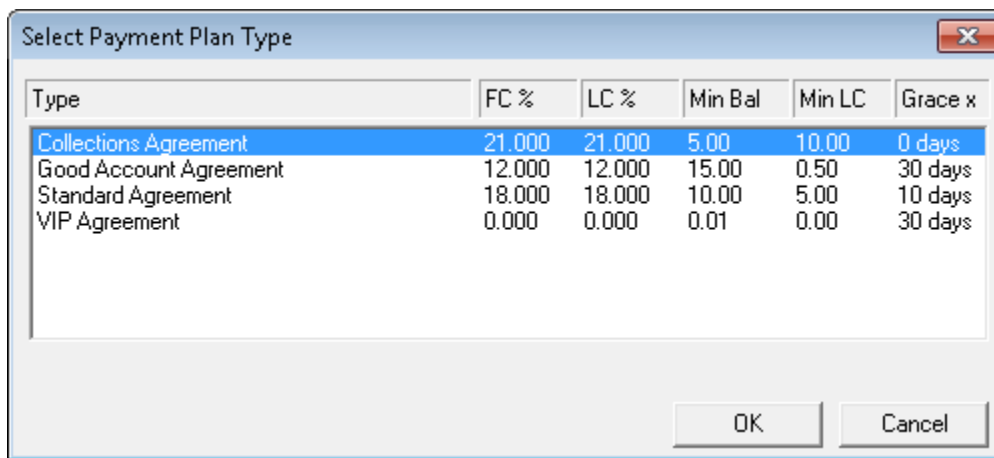 Select Payment Plan Type
Type FC % LC % Min Bal Min LC Grace x
Collections Agreement 21.000 21.000 5.00 10.00 0 days
Good Account Agreement 12.000 12.000 15.00 0.50 30 days
Standard Agreement 18.000 18.000 10.00 5.00 10 days
VIP Agreement 0.000 0.000 0.01 0.00 30 days
OK Cancel